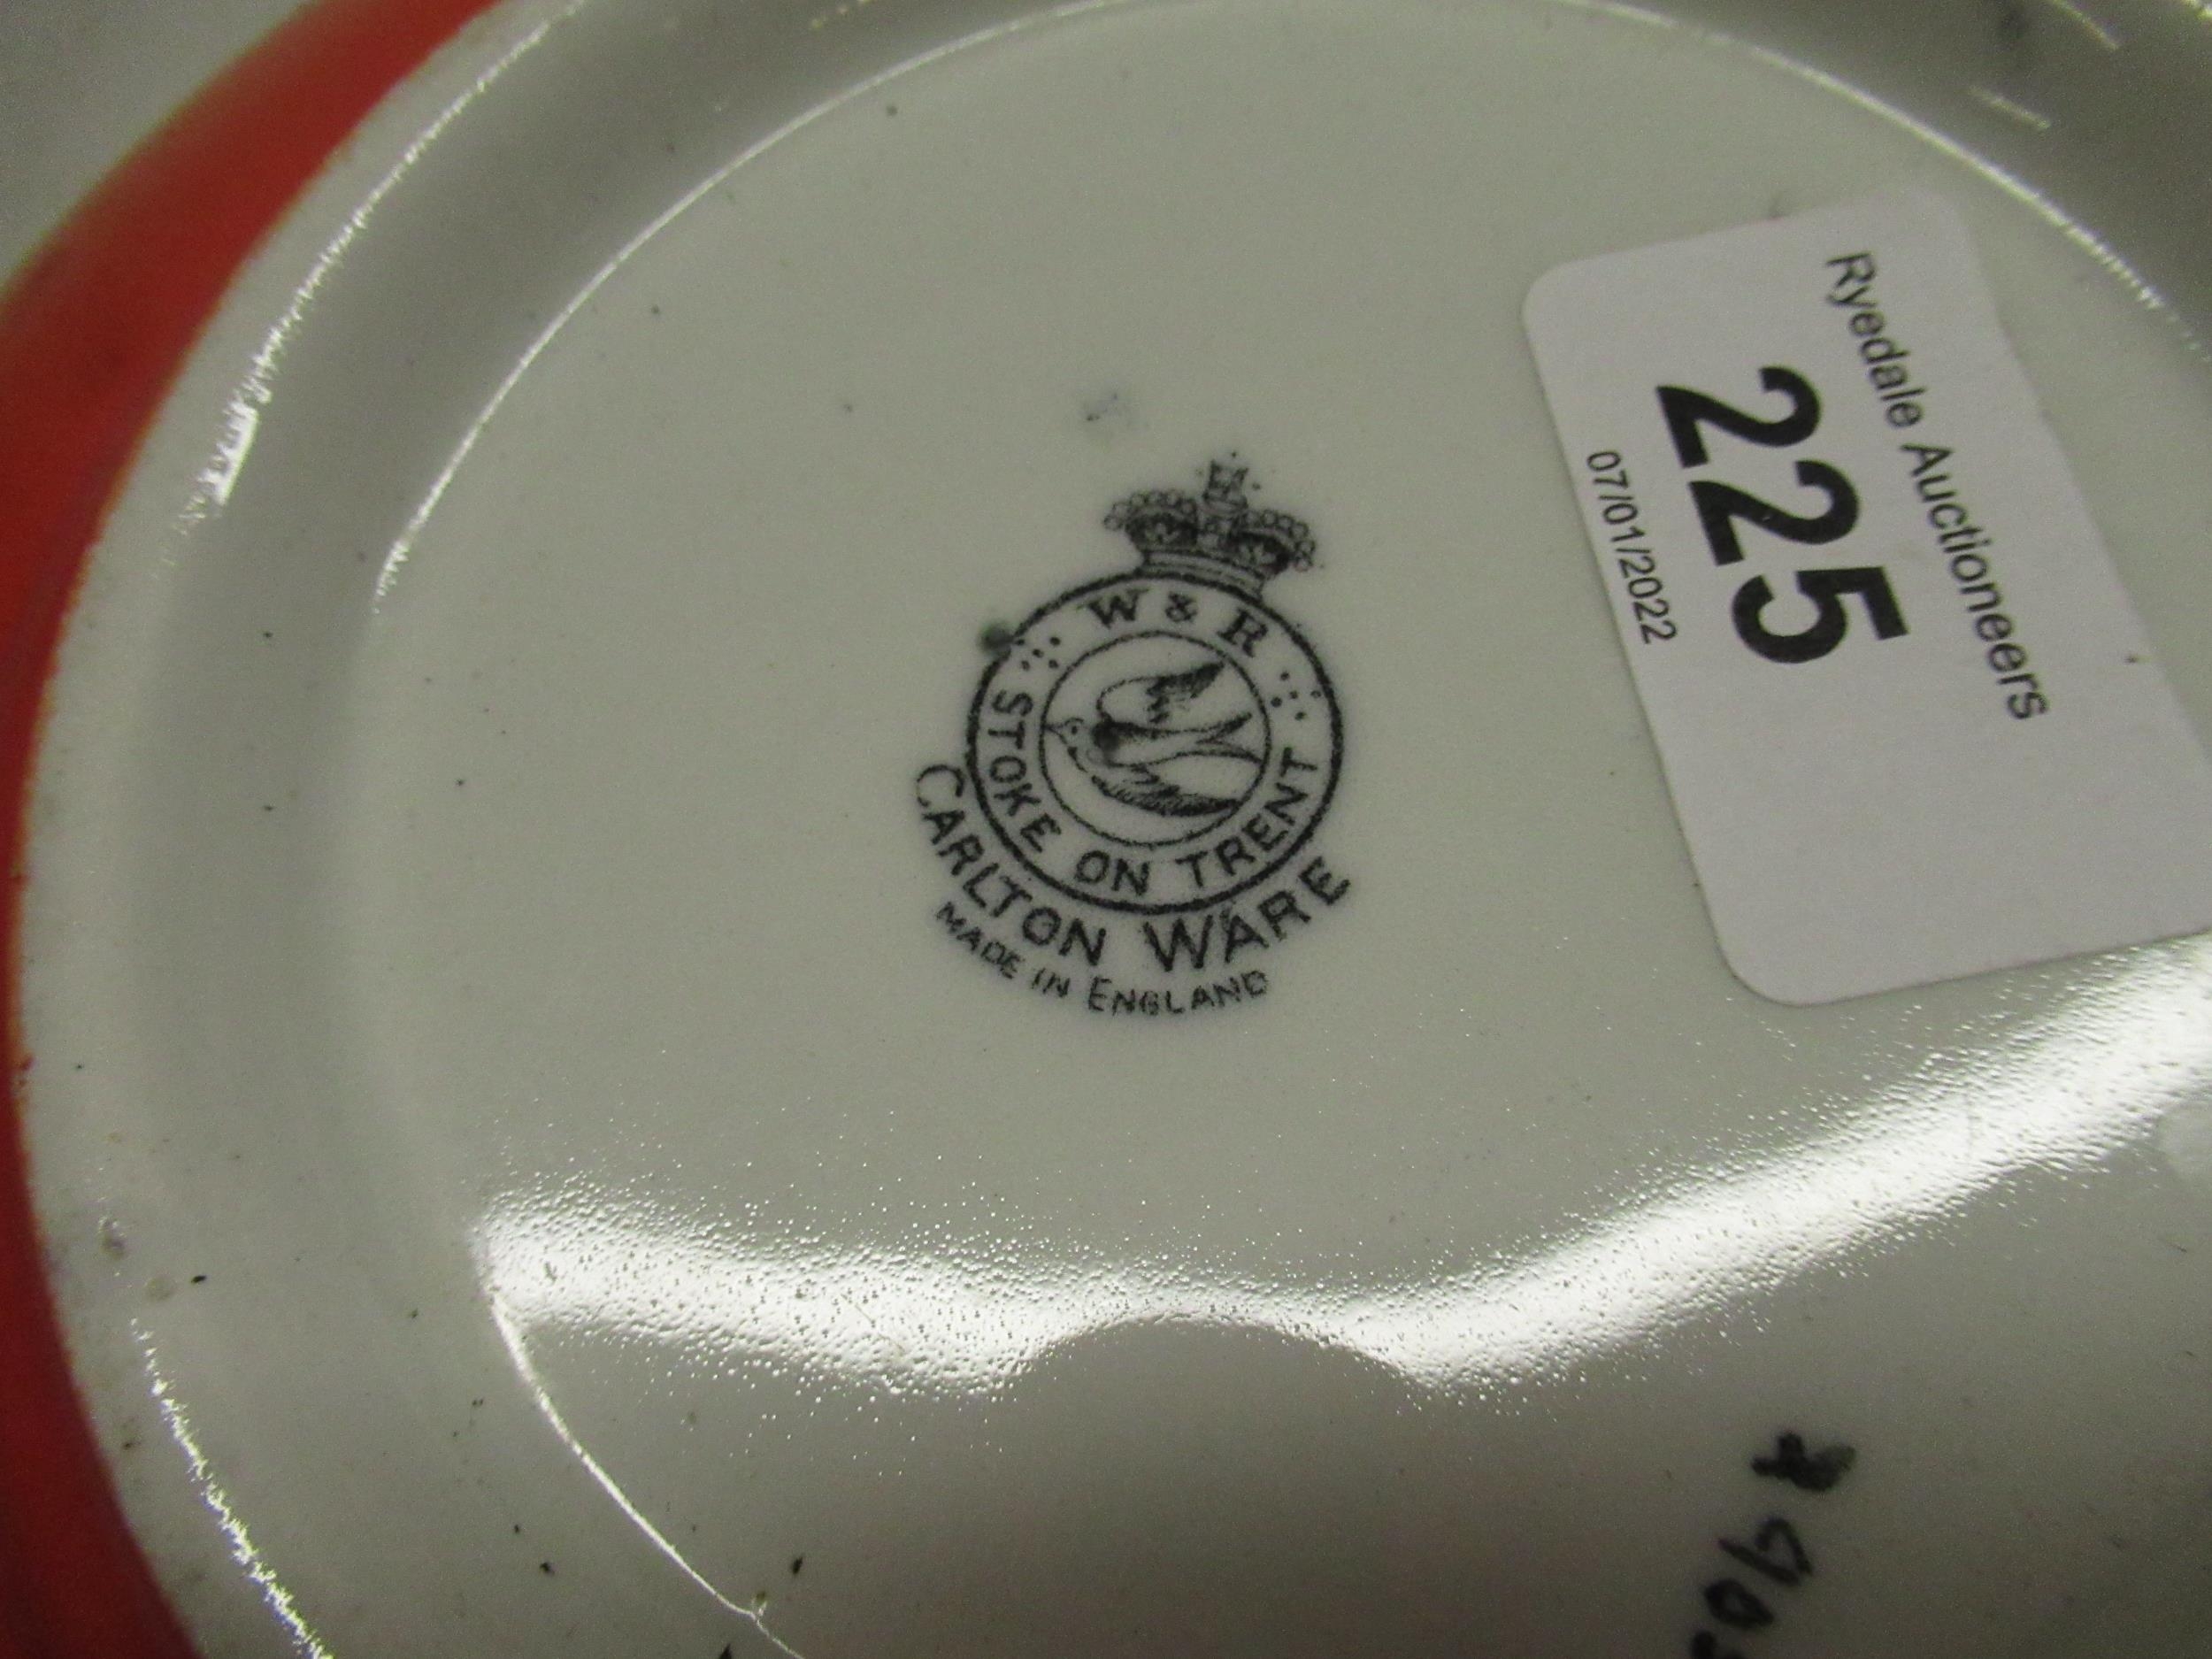 W & R
STOKE ON TRENT
CARLTON WARE
MADE IN ENGLAND
Ryedale Auctioneers
225
07/01/2022